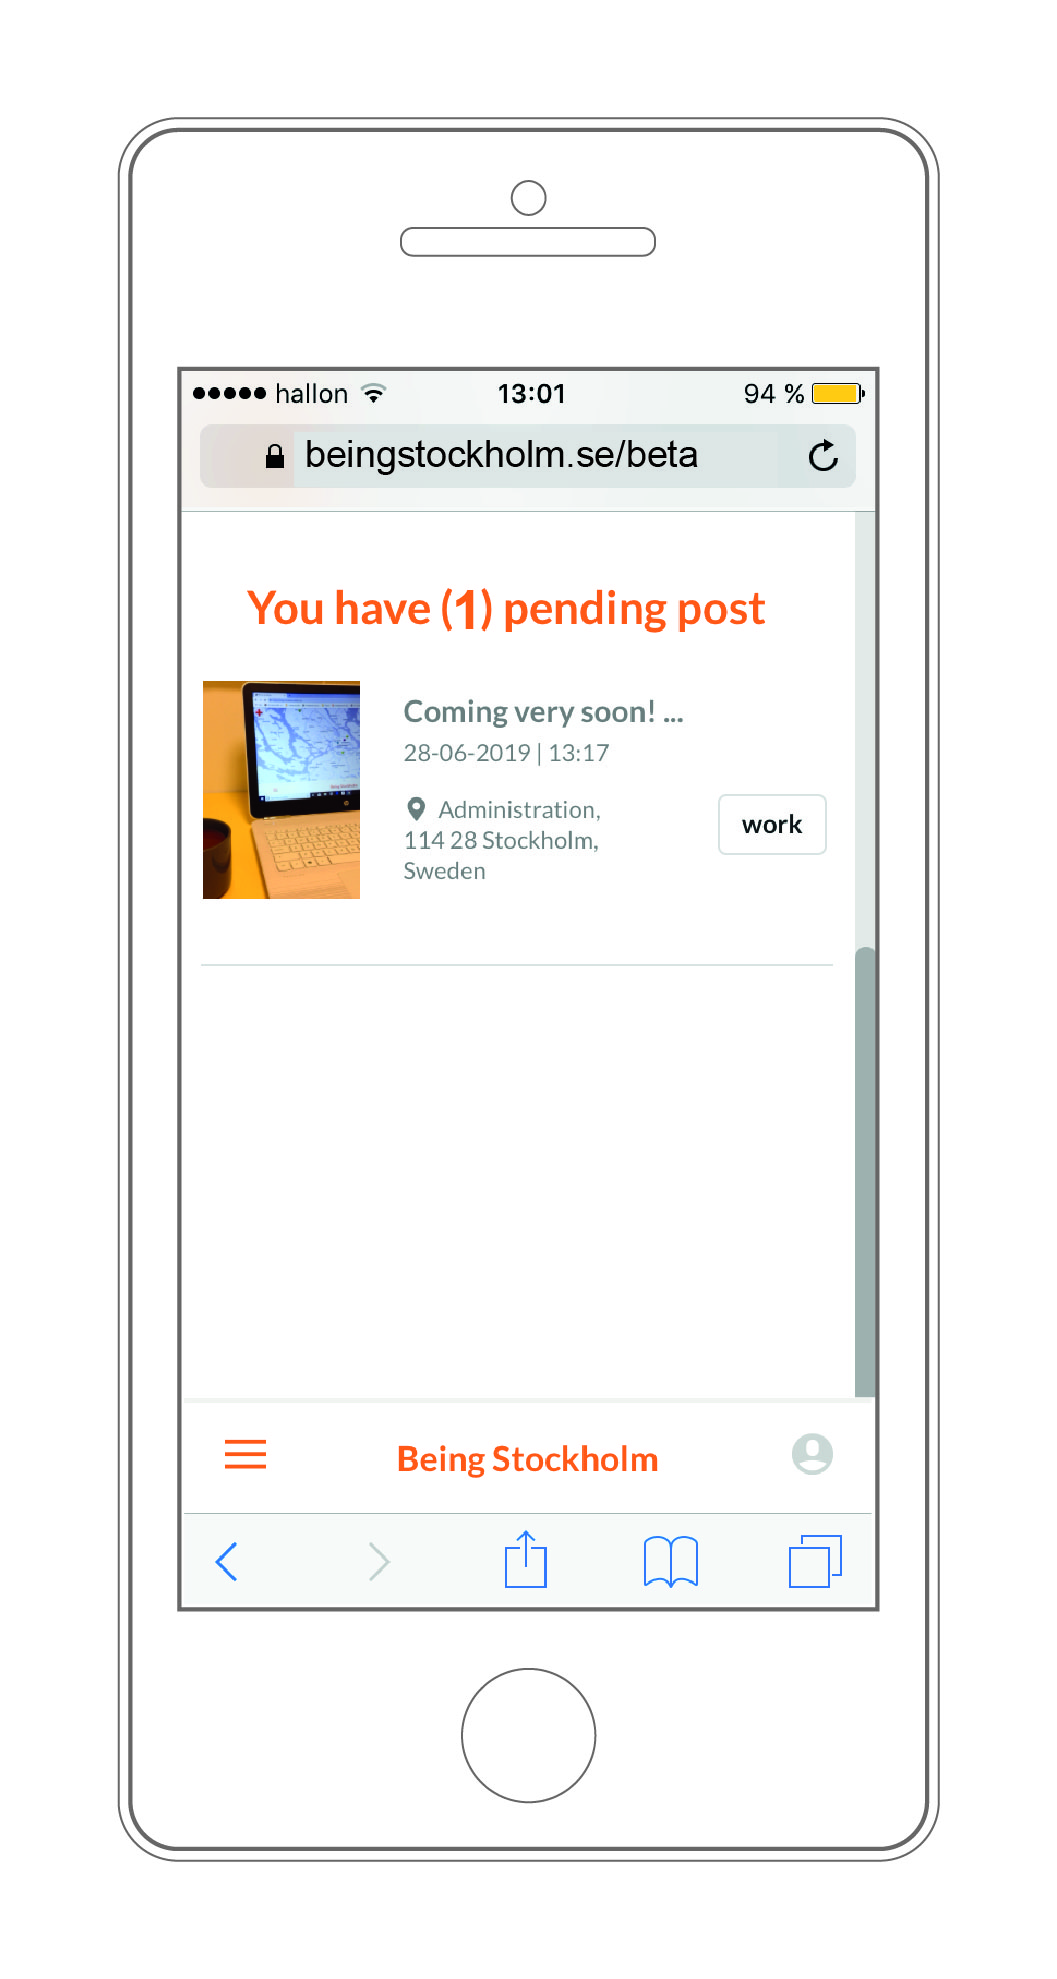 hallon 13:01 94 %
beingstockholm.se/beta
You have (1) pending post
Coming very soon! ...
28-06-2019 | 13:17
Administration,
114 28 Stockholm,
Sweden
work
Being Stockholm